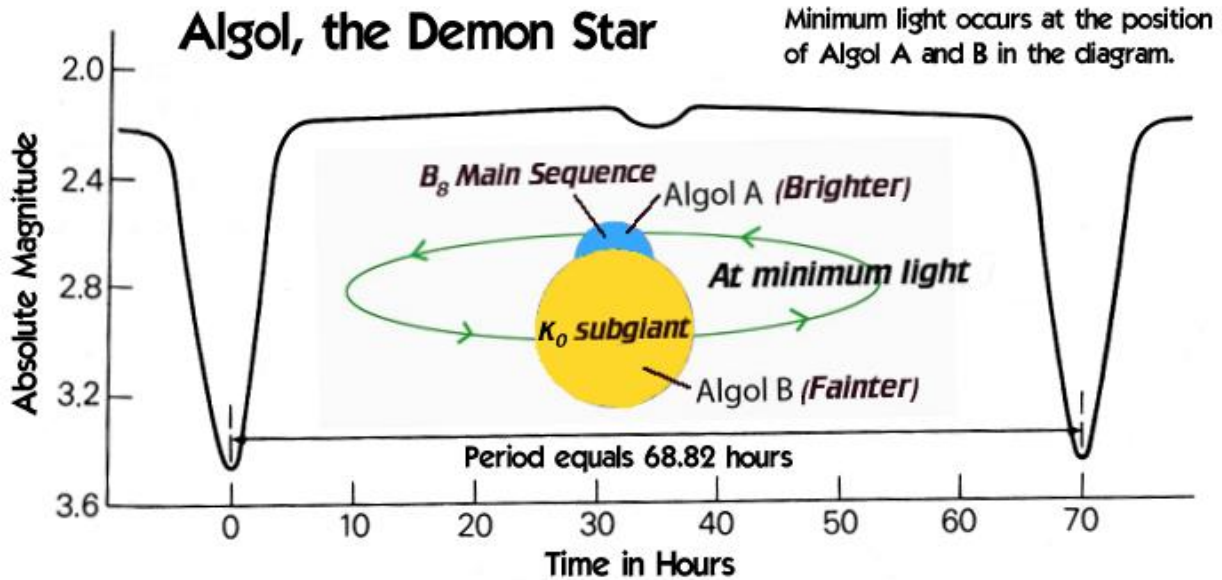 Algol, the Demon Star
Minimum light occurs at the position
of Algol A and B in the diagram.
Absolute Magnitude
2.0
2.4
2.8
3.2
3.6
B8 Main Sequence
Algol A (Brighter)
At minimum light
K0 subgiant
Algol B (Fainter)
Period equals 68.82 hours
0 10 20 30 40 50 60 70
Time in Hours